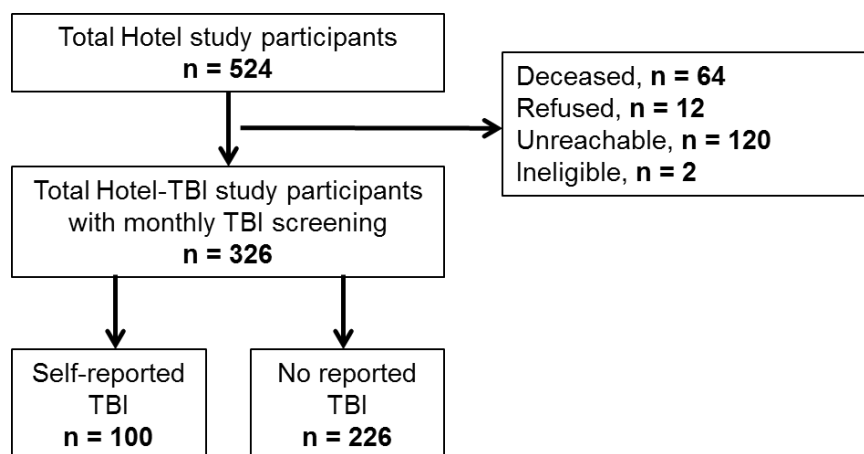 Total Hotel study participants
n = 524
Deceased, n = 64
Refused, n = 12
Unreachable, n = 120
Ineligible, n = 2
Total Hotel-TBI study participants
with monthly TBI screening
n = 326
Self-reported
TBI
n = 100
No reported
TBI
n = 226